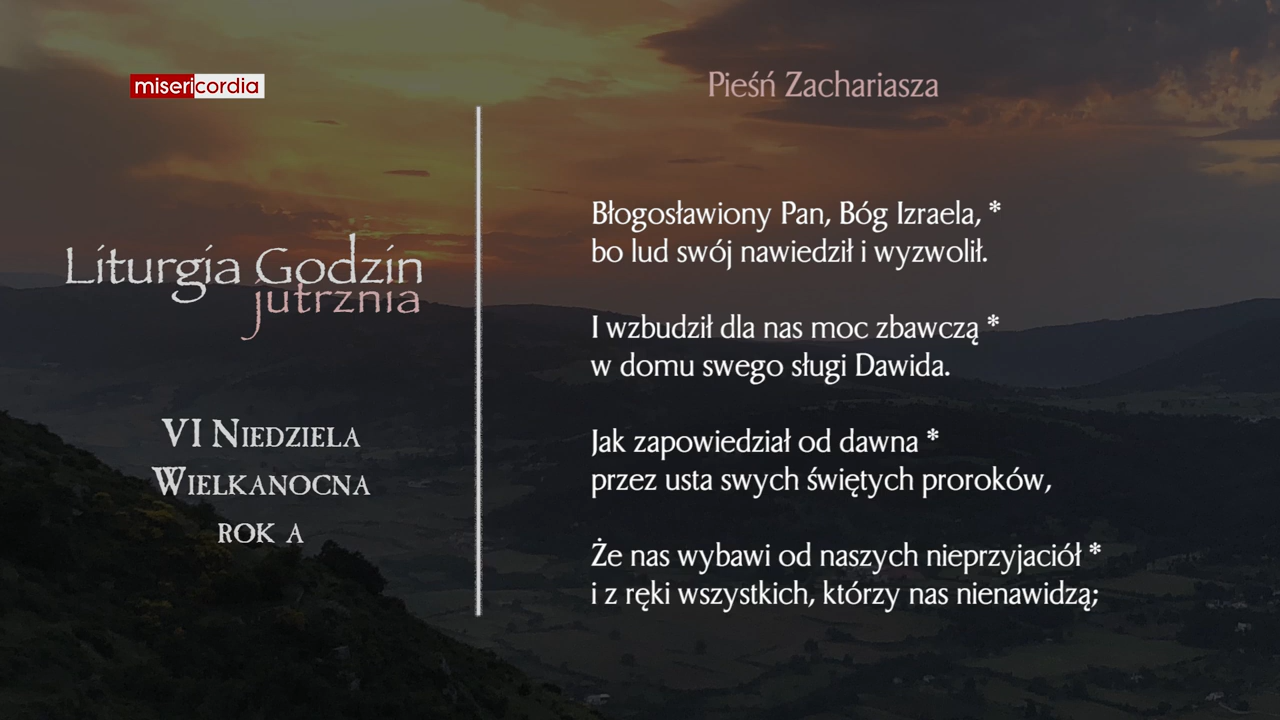 misericordia
Liturgia Godzin
jutrznia
VI Niedziela
Wielkanocna
rok A
Pieśń Zachariasza
Błogosławiony Pan, Bóg Izraela, *
bo lud swój nawiedził i wyzwolił.
I wzbudził dla nas moc zbawczą *
w domu swego sługi Dawida.
Jak zapowiedział od dawna *
przez usta swych świętych proroków,
Że nas wybawi od naszych nieprzyjaciół *
i z ręki wszystkich, którzy nas nienawidzą;